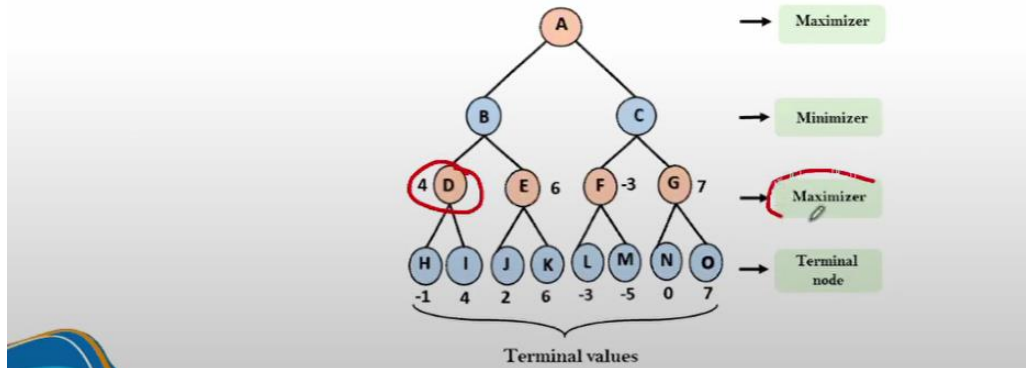 A
Maximizer
B
C
Minimizer
4 D
E 6
F -3
G 7
Maximizer
H I J K L M N O
Terminal
node
-1 4 2 6 -3 -5 0 7
Terminal values